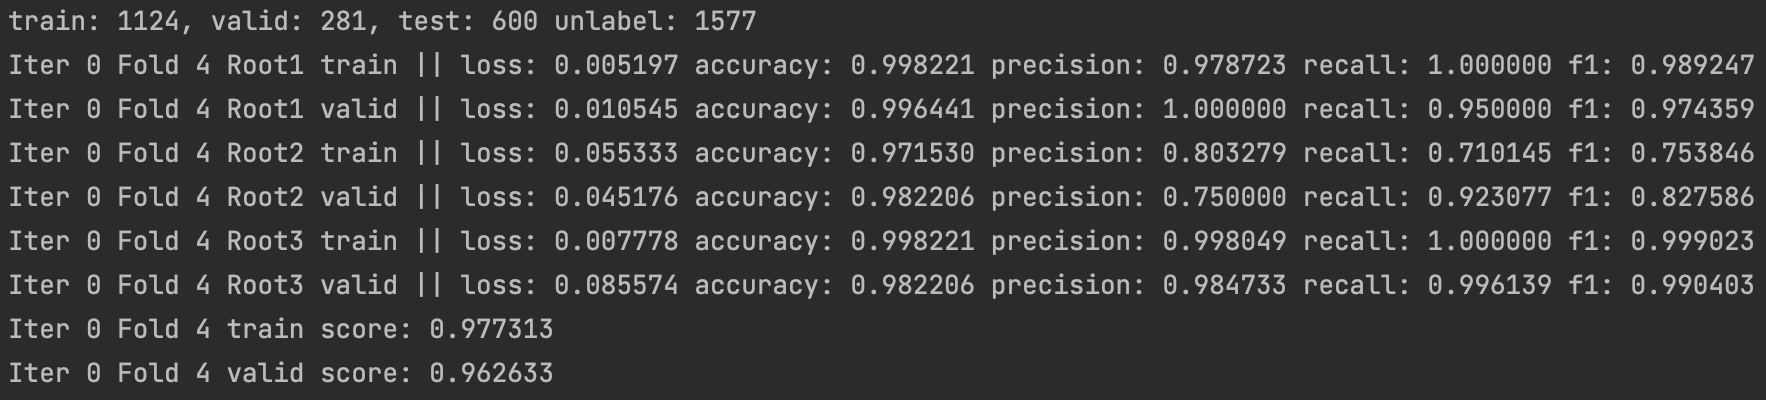 train: 1124, valid: 281, test: 600 unlabel: 1577
Iter 0 Fold 4 Root1 train || loss: 0.005197 accuracy: 0.998221 precision: 0.978723 recall: 1.000000 f1: 0.989247
Iter 0 Fold 4 Root1 valid || loss: 0.010545 accuracy: 0.996441 precision: 1.000000 recall: 0.950000 f1: 0.974359
Iter 0 Fold 4 Root2 train || loss: 0.055333 accuracy: 0.971530 precision: 0.803279 recall: 0.710145 f1: 0.753846
Iter 0 Fold 4 Root2 valid || loss: 0.045176 accuracy: 0.982206 precision: 0.750000 recall: 0.923077 f1: 0.827586
Iter 0 Fold 4 Root3 train || loss: 0.007778 accuracy: 0.998221 precision: 0.998049 recall: 1.000000 f1: 0.999023
Iter 0 Fold 4 Root3 valid || loss: 0.085574 accuracy: 0.982206 precision: 0.984733 recall: 0.996139 f1: 0.990403
Iter 0 Fold 4 train score: 0.977313
Iter 0 Fold 4 valid score: 0.962633